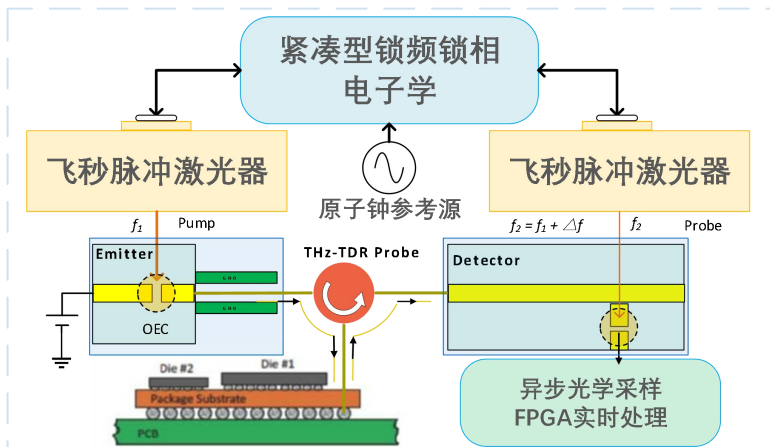 紧凑型锁频锁相
电子学
飞秒脉冲激光器
飞秒脉冲激光器
原子钟参考源
f₁
Pump
f₂ = f₁ + △f
f₂
Probe
Emitter
THz-TDR Probe
Detector
GND
GND
OEC
Die #2
Die #1
Package Substrate
PCB
异步光学采样
FPGA实时处理